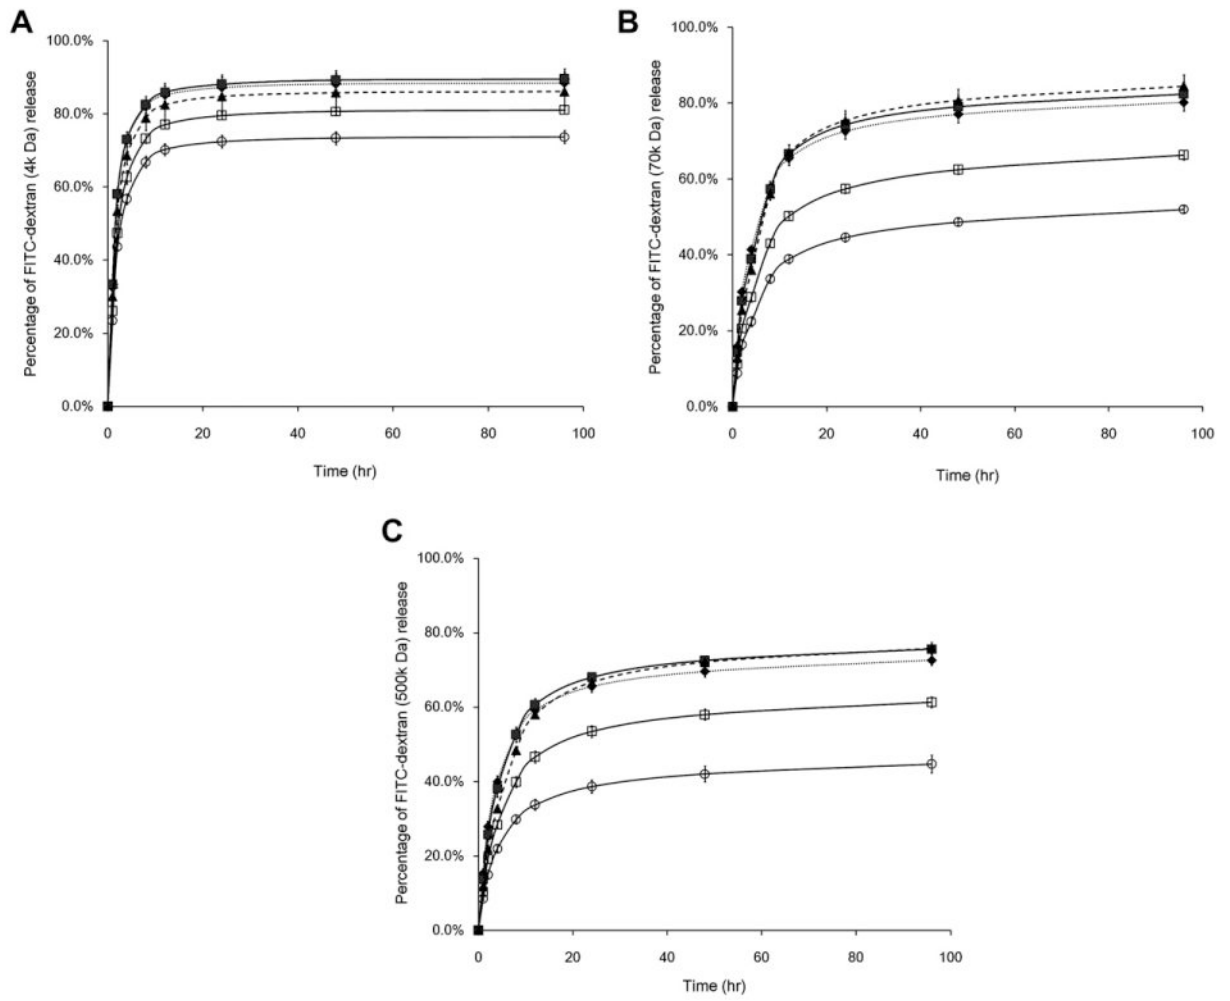 A
Percentage of FITC-dextran (4k Da) release
100.0%
80.0%
60.0%
40.0%
20.0%
0.0%
0 20 40 60 80 100
Time (hr)
B
Percentage of FITC-dextran (70k Da) release
100.0%
80.0%
60.0%
40.0%
20.0%
0.0%
0 20 40 60 80 100
Time (hr)
C
Percentage of FITC-dextran (500k Da) release
100.0%
80.0%
60.0%
40.0%
20.0%
0.0%
0 20 40 60 80 100
Time (hr)